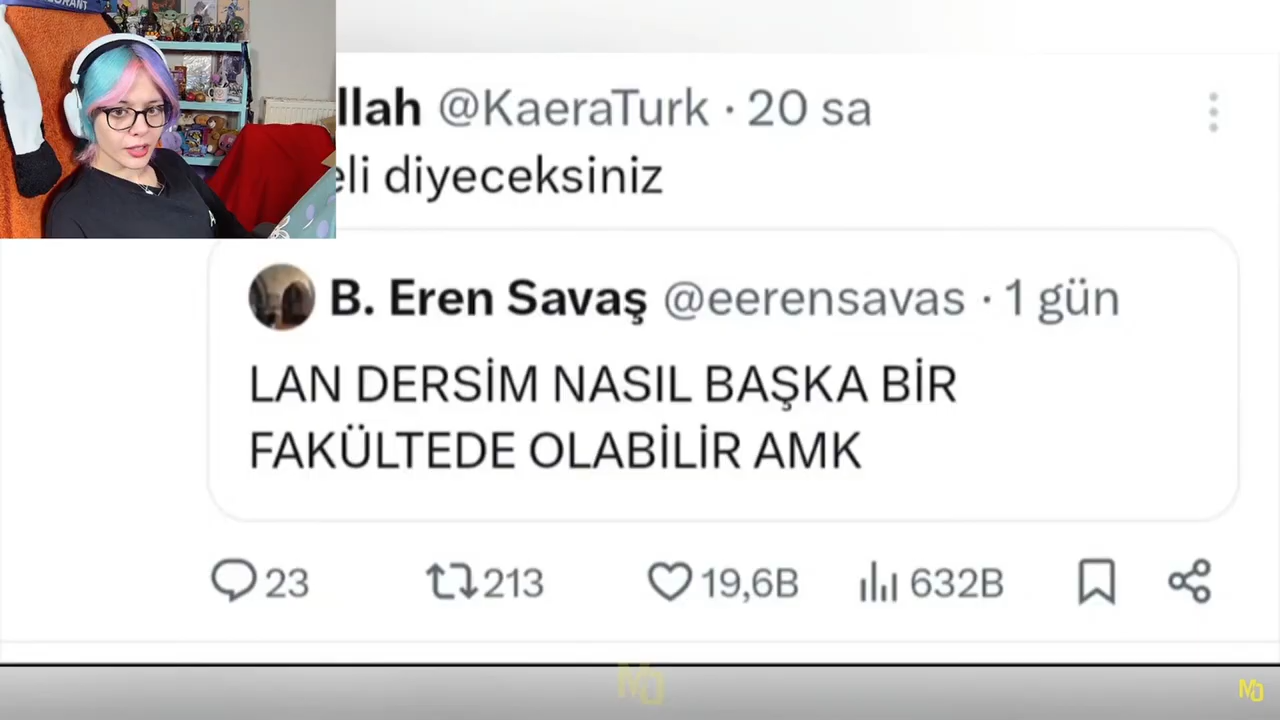 llah @KaeraTurk · 20 sa
eli diyeceksiniz
B. Eren Savaş @eerensavas · 1 gün
LAN DERSİM NASIL BAŞKA BİR
FAKÜLTEDE OLABİLİR AMK
23 213 19,6B 632B
MJ